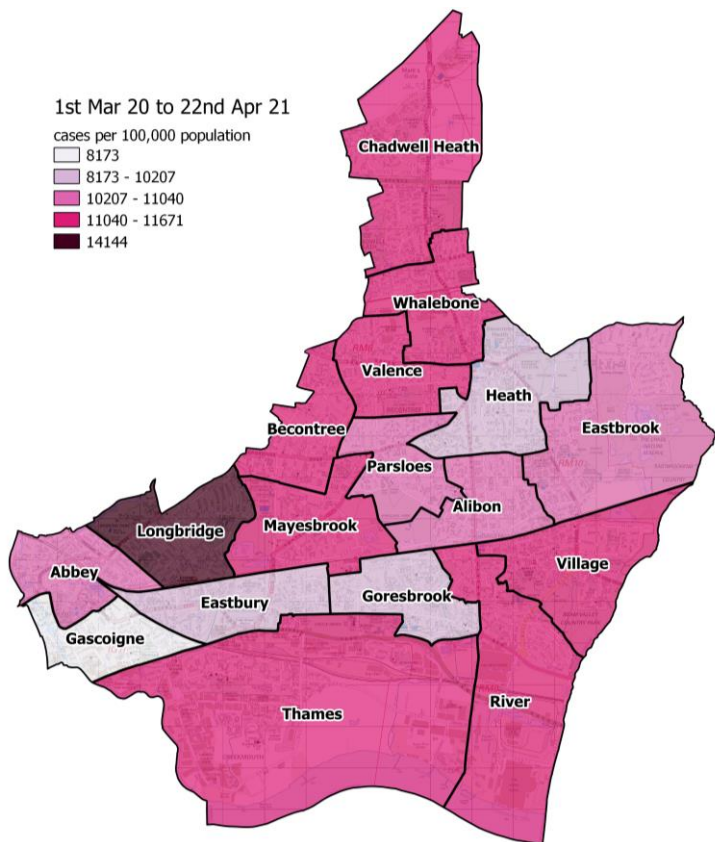 1st Mar 20 to 22nd Apr 21
cases per 100,000 population
8173
8173 - 10207
10207 - 11040
11040 - 11671
14144
Chadwell Heath
Whalebone
Valence
Heath
Becontree
Eastbrook
Parsloes
Alibon
Longbridge
Mayesbrook
Village
Abbey
Eastbury
Goresbrook
Gascoigne
Thames
River